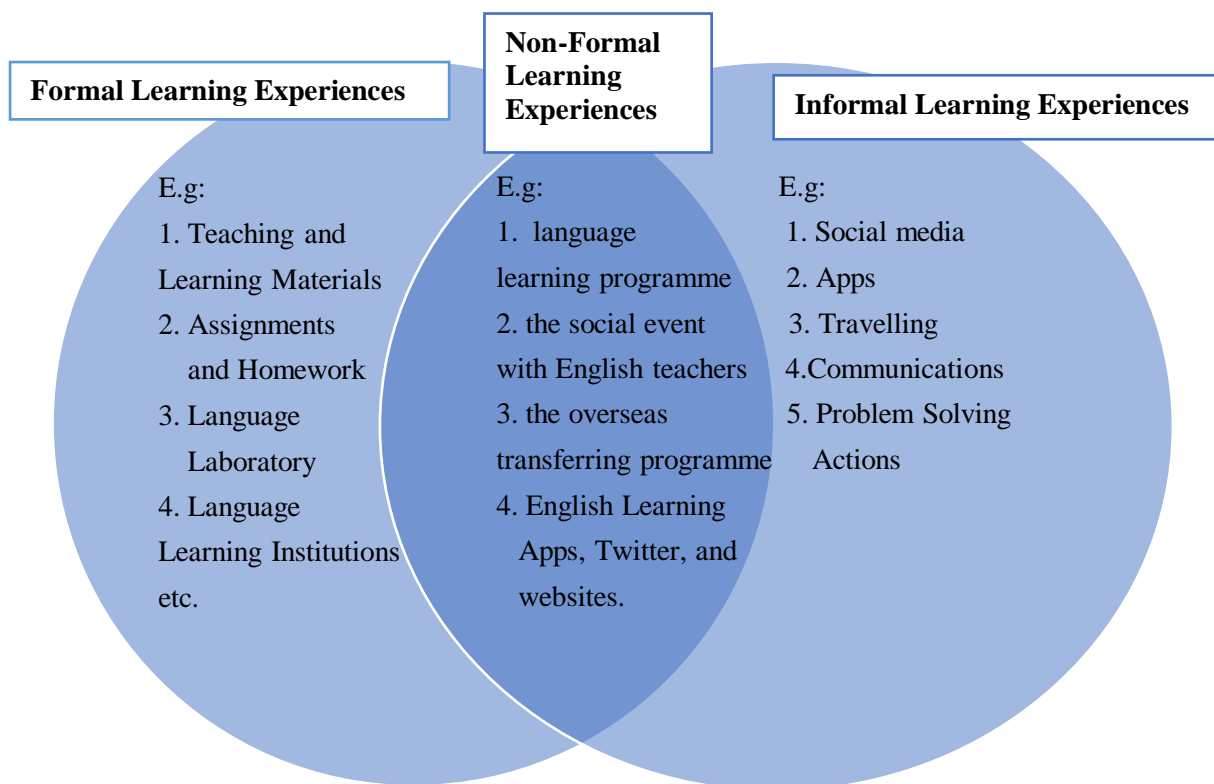 Formal Learning Experiences
E.g:
1. Teaching and
Learning Materials
2. Assignments
and Homework
3. Language
Laboratory
4. Language
Learning Institutions
etc.
Non-Formal
Learning
Experiences
E.g:
1. language
learning programme
2. the social event
with English teachers
3. the overseas
transferring programme
4. English Learning
Apps, Twitter, and
websites.
Informal Learning Experiences
E.g:
1. Social media
2. Apps
3. Travelling
4.Communications
5. Problem Solving
Actions